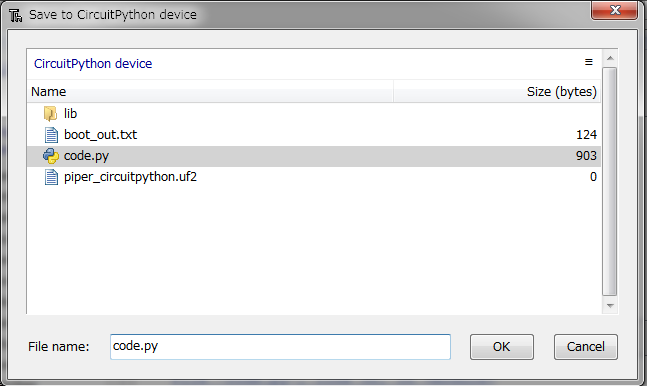 Save to CircuitPython device
CircuitPython device
Name Size (bytes)
lib
boot_out.txt 124
code.py 903
piper_circuitpython.uf2 0
File name: code.py OK Cancel